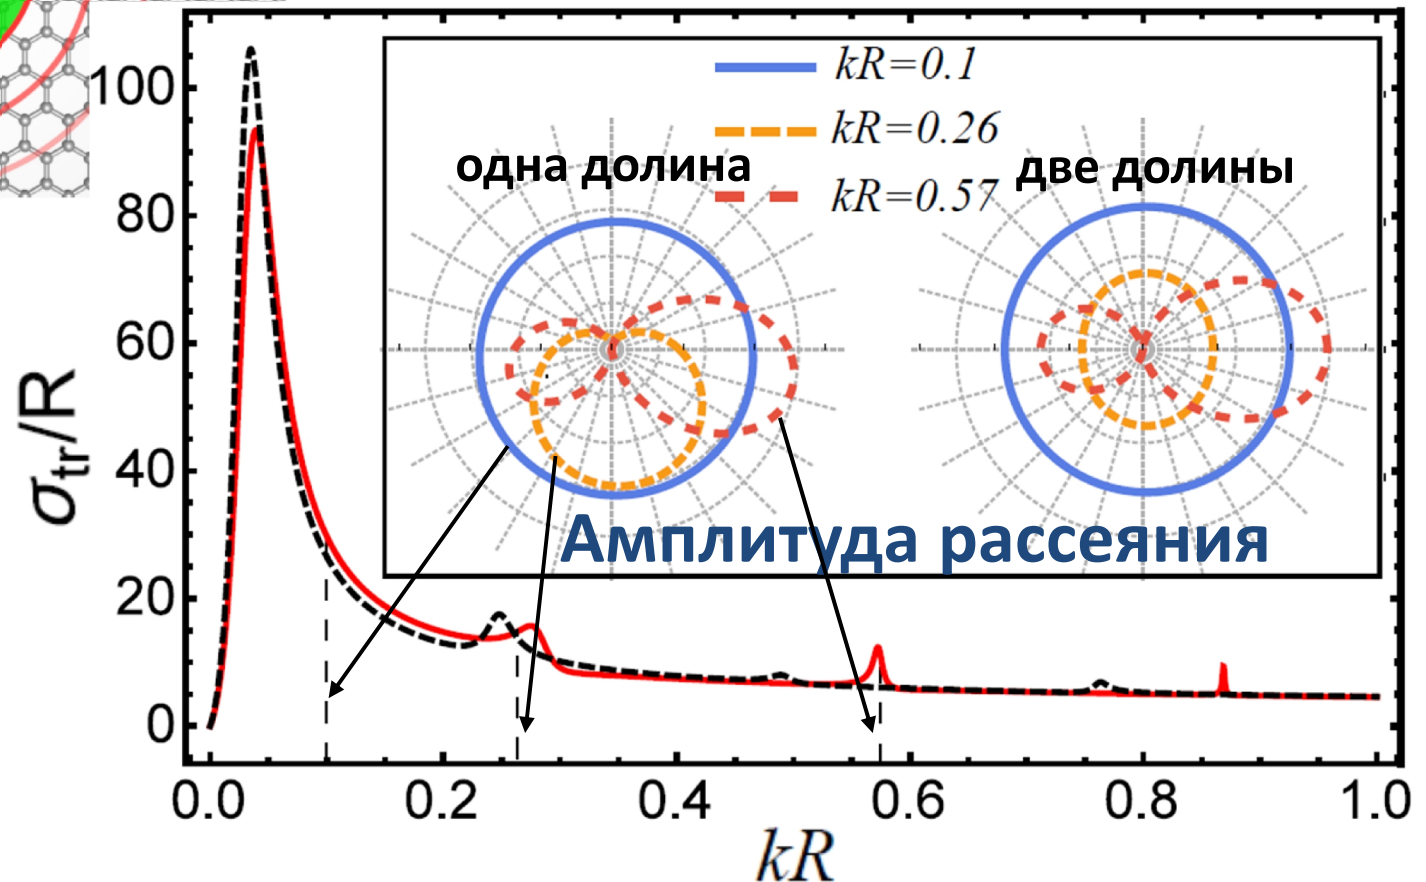 kR=0.1
kR=0.26
kR=0.57
одна долина
две долины
Амплитуда рассеяния
σtr/R
100
80
60
40
20
0
0.0 0.2 0.4 0.6 0.8 1.0
kR